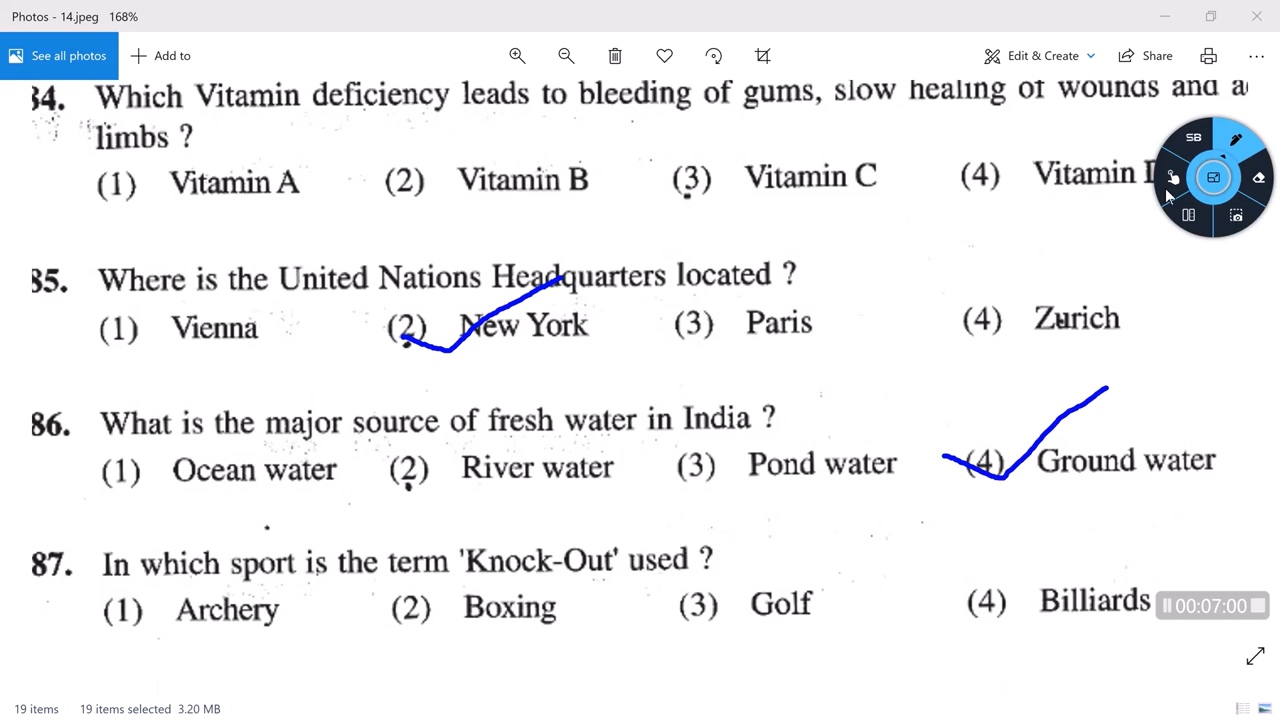 Photos - 14.jpeg 168%
See all photos
Add to
Edit & Create
Share
34. Which Vitamin deficiency leads to bleeding of gums, slow healing of wounds and
limbs ?
(1) Vitamin A (2) Vitamin B (3) Vitamin C (4) Vitamin
SB
85. Where is the United Nations Headquarters located ?
(1) Vienna (2) New York (3) Paris (4) Zurich
86. What is the major source of fresh water in India ?
(1) Ocean water (2) River water (3) Pond water (4) Ground water
87. In which sport is the term 'Knock-Out' used ?
(1) Archery (2) Boxing (3) Golf (4) Billiards
00:07:00
19 items 19 items selected 3.20 MB